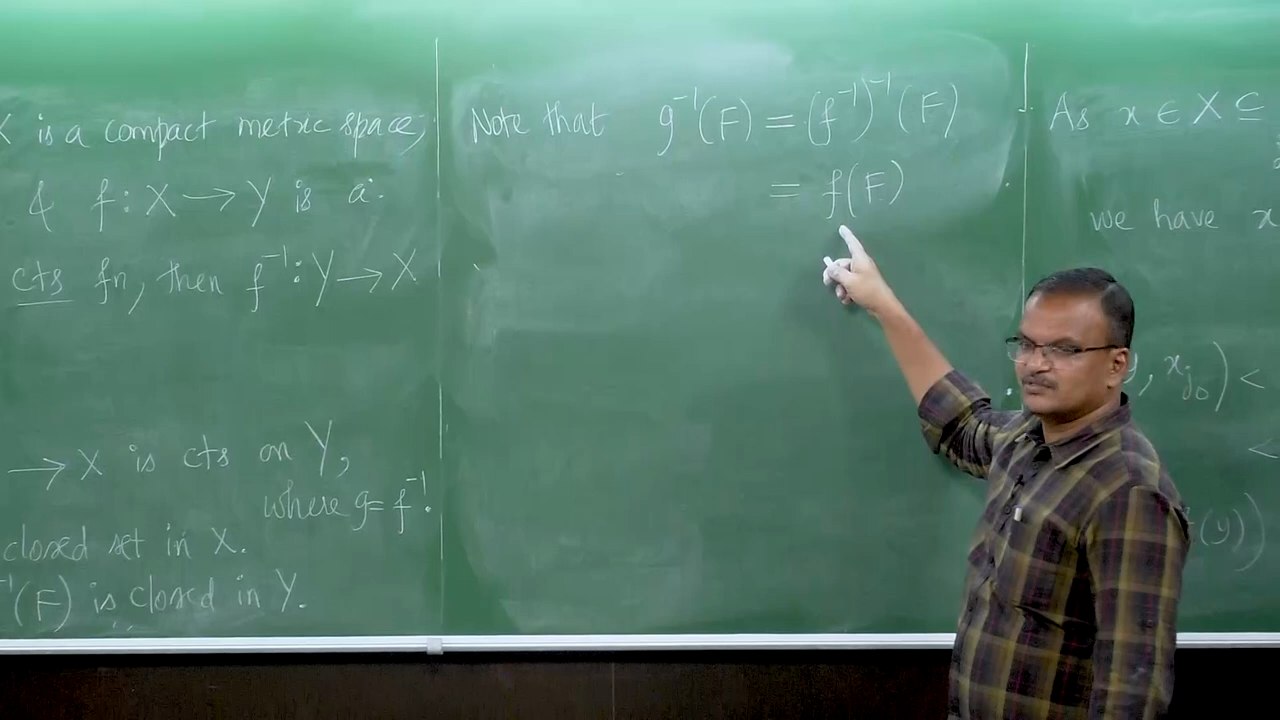 X is a compact metric space,
& f : X → Y is a
cts fn, then f⁻¹ : Y → X
→ X is cts on Y,
where g = f⁻¹.
closed set in X.
⁻¹(F) is closed in Y.
Note that g⁻¹(F) = (f⁻¹)⁻¹(F)
= f(F)
As x ∈ X ⊆
we have x
, x_{j₀}) <
<
(y))